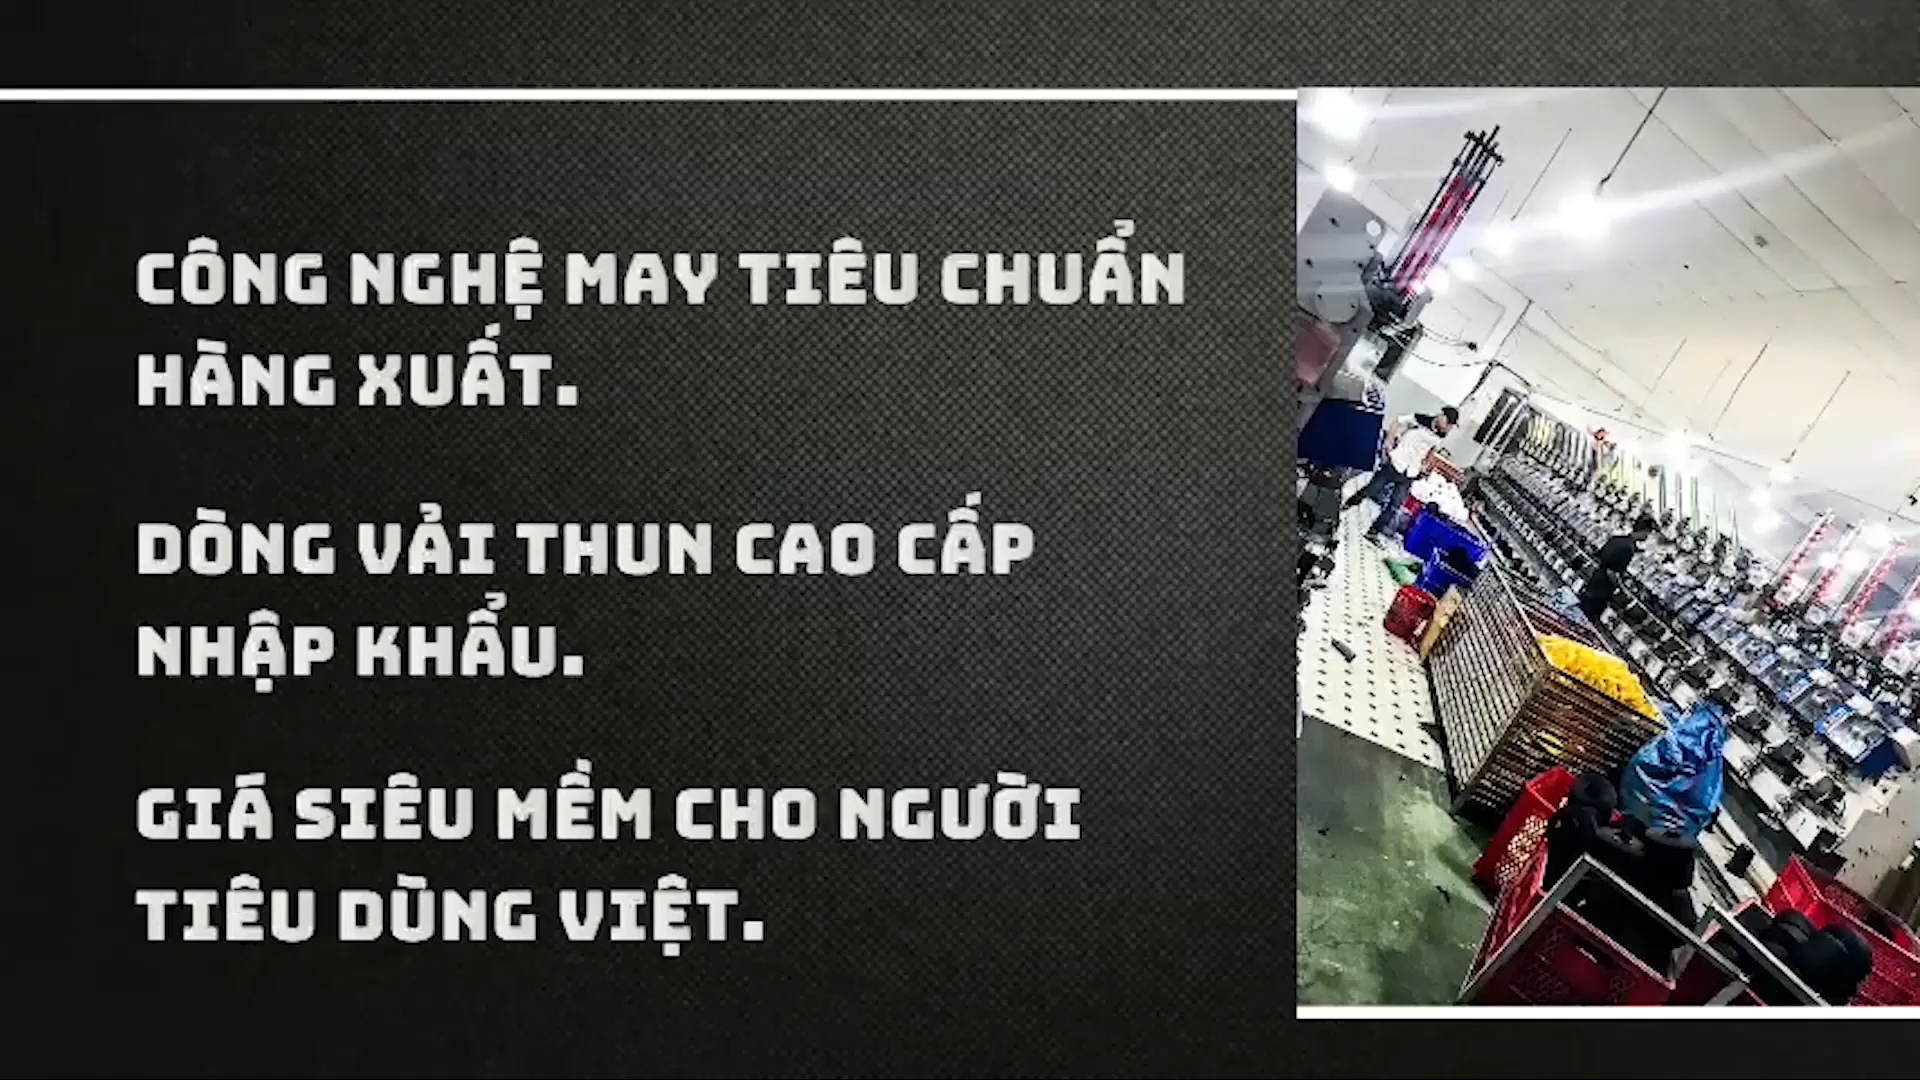 CÔNG NGHỆ MAY TIÊU CHUẨN
HÀNG XUẤT.
DÒNG VẢI THUN CAO CẤP
NHẬP KHẨU.
GIÁ SIÊU MỀM CHO NGƯỜI
TIÊU DÙNG VIỆT.